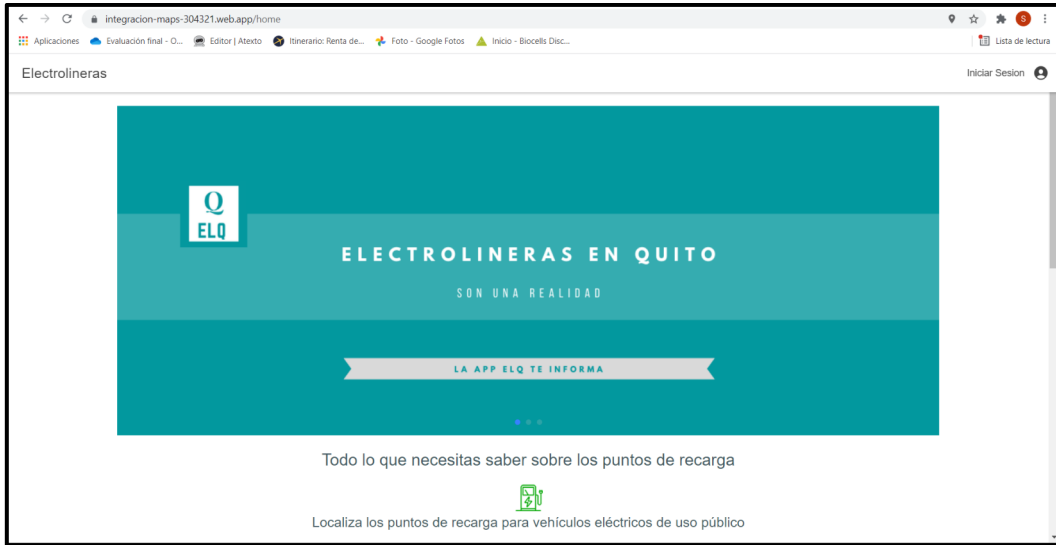 integracion-maps-304321.web.app/home
S
Aplicaciones Evaluación final - O... Editor | Atexto Itinerario: Renta de... Foto - Google Fotos Inicio - Biocells Disc... Lista de lectura
Electrolineras Iniciar Sesion
Q
ELQ
ELECTROLINERAS EN QUITO
SON UNA REALIDAD
LA APP ELQ TE INFORMA
Todo lo que necesitas saber sobre los puntos de recarga
Localiza los puntos de recarga para vehículos eléctricos de uso público